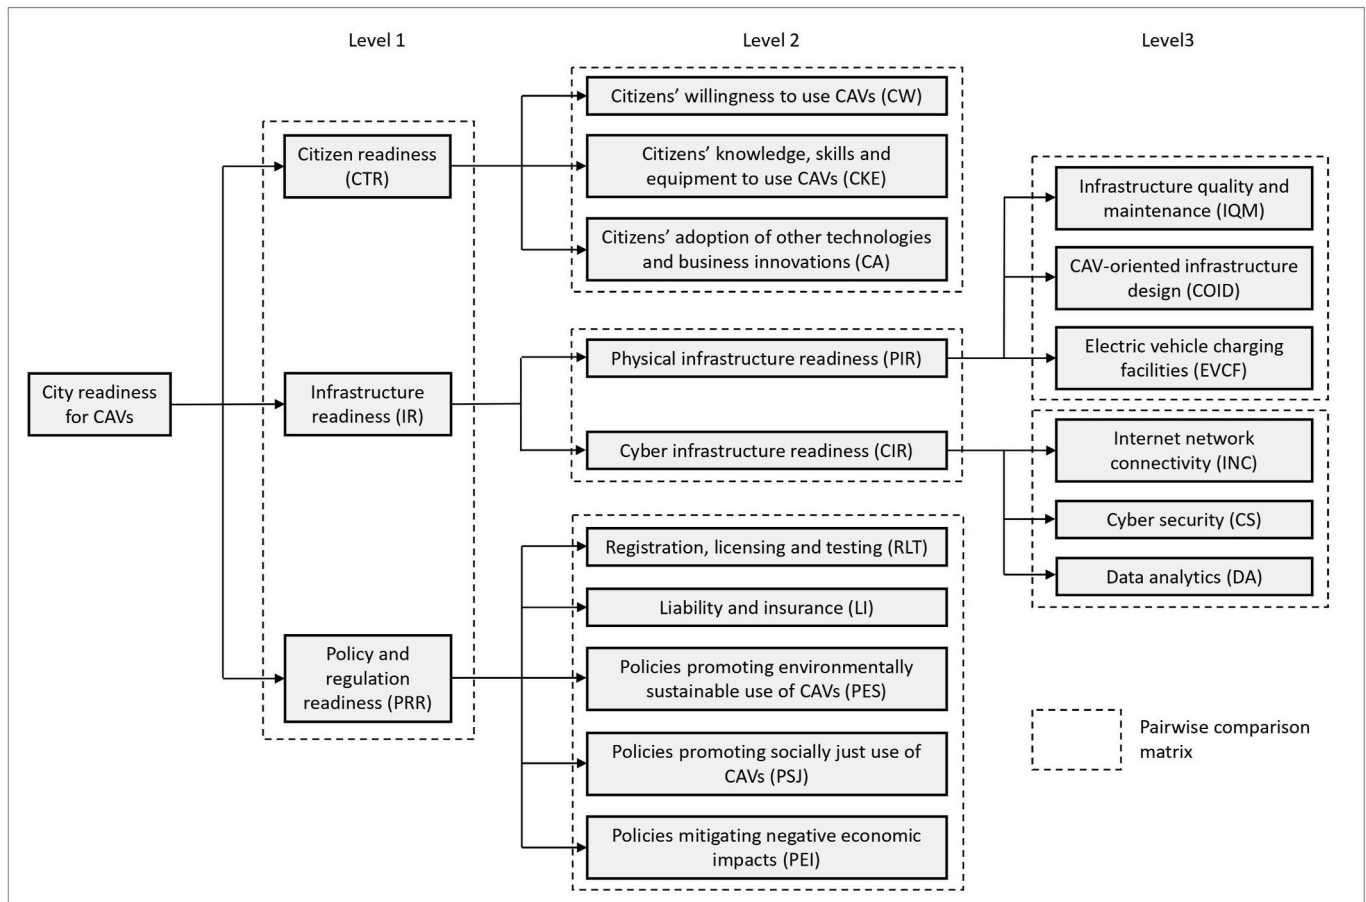 Level 1
Level 2
Level3
City readiness
for CAVs
Citizen readiness
(CTR)
Infrastructure
readiness (IR)
Policy and
regulation
readiness (PRR)
Citizens’ willingness to use CAVs (CW)
Citizens’ knowledge, skills and
equipment to use CAVs (CKE)
Citizens’ adoption of other technologies
and business innovations (CA)
Physical infrastructure readiness (PIR)
Cyber infrastructure readiness (CIR)
Registration, licensing and testing (RLT)
Liability and insurance (LI)
Policies promoting environmentally
sustainable use of CAVs (PES)
Policies promoting socially just use of
CAVs (PSJ)
Policies mitigating negative economic
impacts (PEI)
Infrastructure quality and
maintenance (IQM)
CAV-oriented infrastructure
design (COID)
Electric vehicle charging
facilities (EVCF)
Internet network
connectivity (INC)
Cyber security (CS)
Data analytics (DA)
Pairwise comparison
matrix